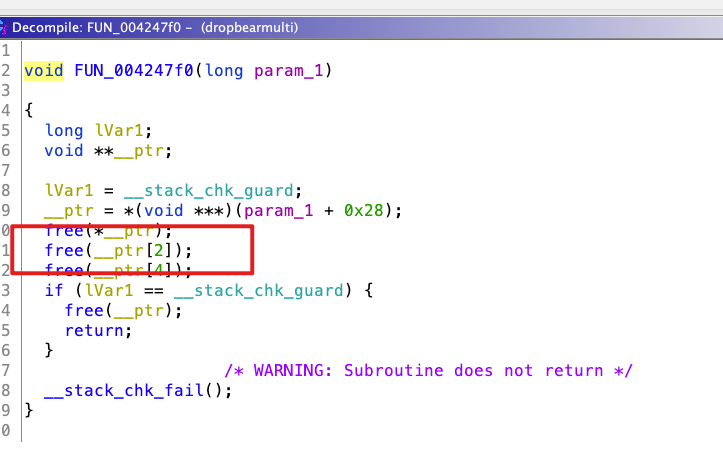 Decompile: FUN_004247f0 - (dropbearmulti)
1
2 void FUN_004247f0(long param_1)
3
4 {
5 long lVar1;
6 void **__ptr;
7
8 lVar1 = __stack_chk_guard;
9 __ptr = *(void ***)(param_1 + 0x28);
0 free(*__ptr);
1 free(__ptr[2]);
2 free(__ptr[4]);
3 if (lVar1 == __stack_chk_guard) {
4 free(__ptr);
5 return;
6 }
7 /* WARNING: Subroutine does not return */
8 __stack_chk_fail();
9 }
0